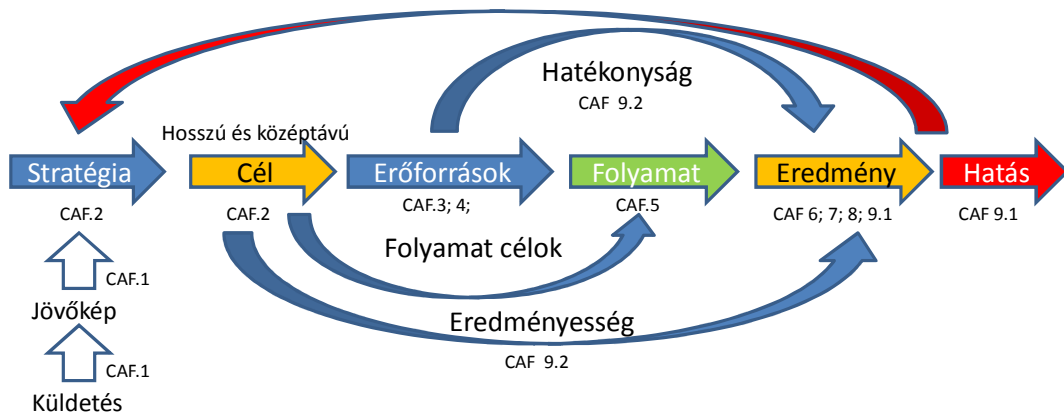 Hatékonyság
CAF 9.2
Hosszú és középtávú
Stratégia
Cél
Erőforrások
Folyamat
Eredmény
Hatás
CAF.2
CAF.2
CAF.3; 4;
CAF.5
CAF 6; 7; 8; 9.1
CAF 9.1
Folyamat célok
CAF.1
Jövőkép
Eredményesség
CAF 9.2
CAF.1
Küldetés